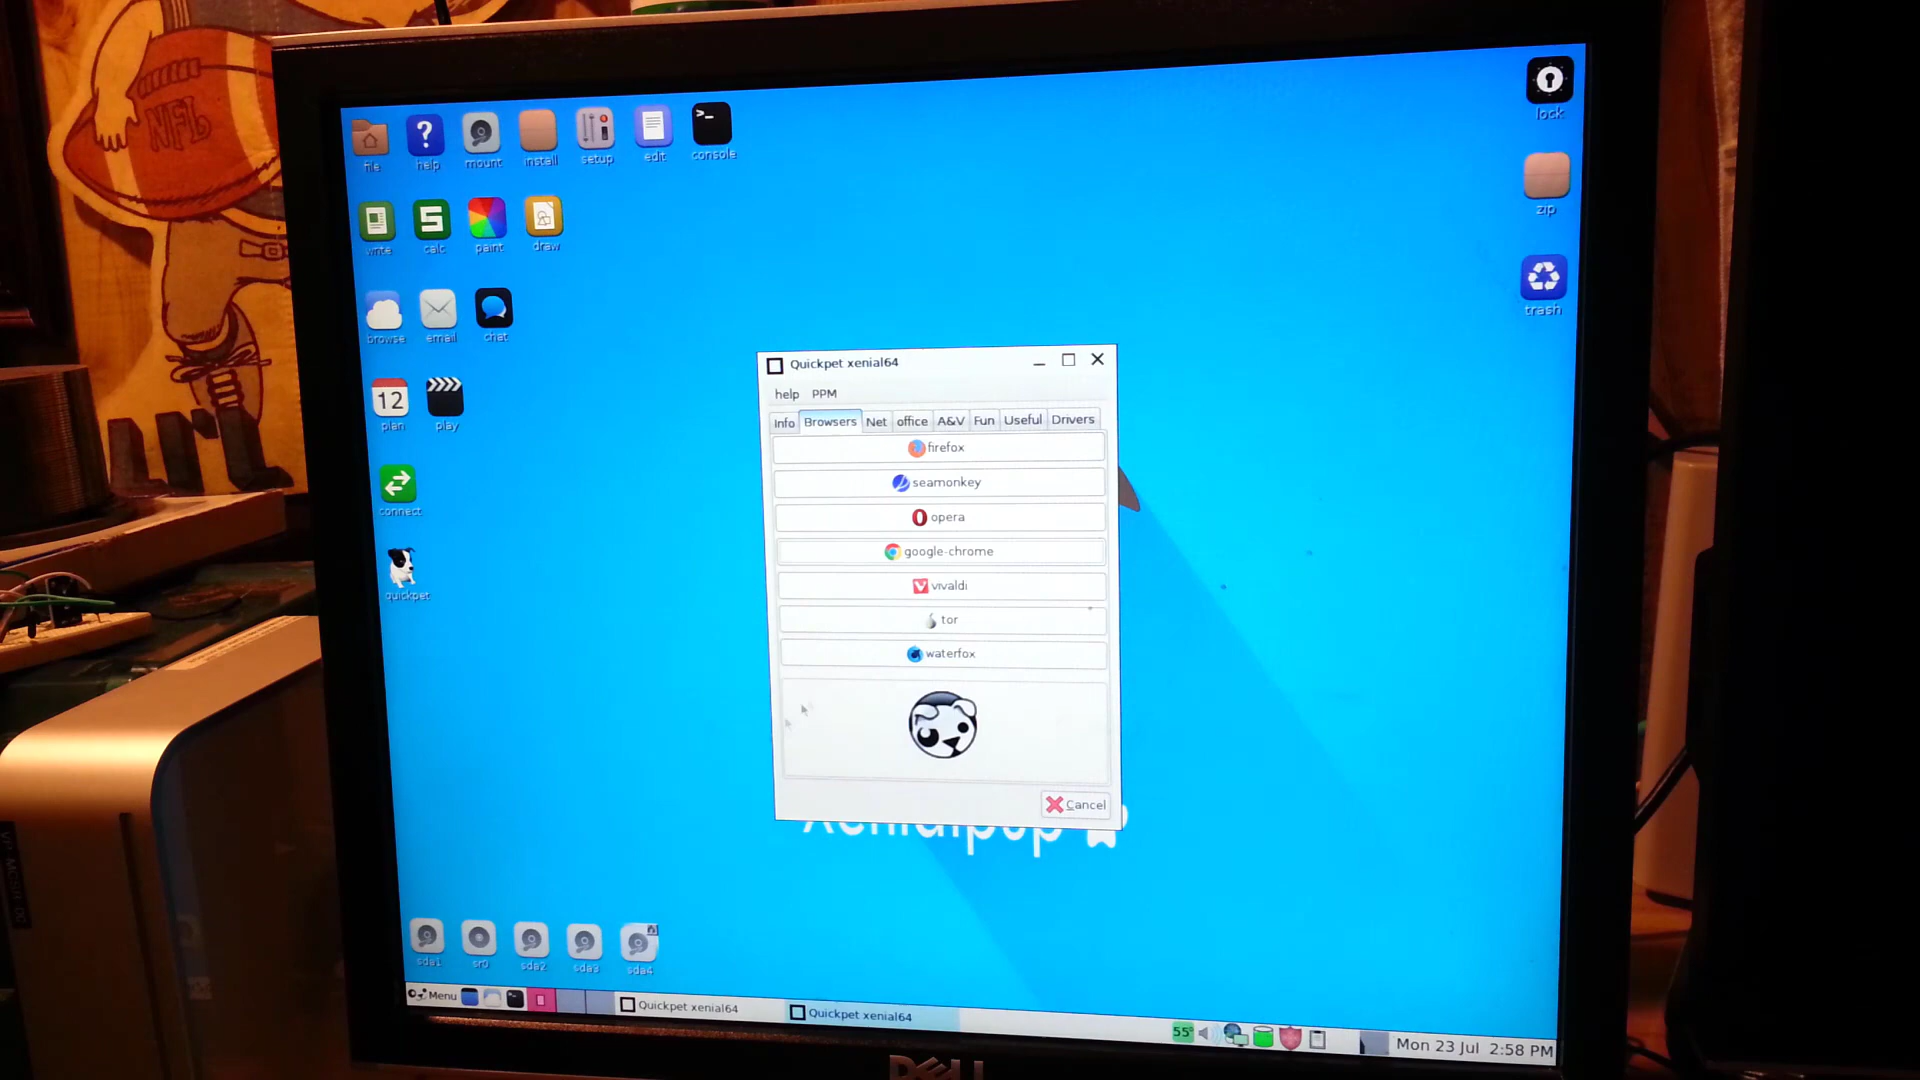 NFL
file
help
mount
install
setup
edit
console
lock
write
calc
paint
draw
zip
browse
email
chat
trash
12
plan
play
connect
quickpet
Quickpet xenial64
help PPM
Info Browsers Net office A&V Fun Useful Drivers
firefox
seamonkey
opera
google-chrome
vivaldi
tor
waterfox
Cancel
Xenialpup
sda1
sr0
sda2
sda3
sda4
Menu
Quickpet xenial64
Quickpet xenial64
55°
Mon 23 Jul 2:58 PM
DELL